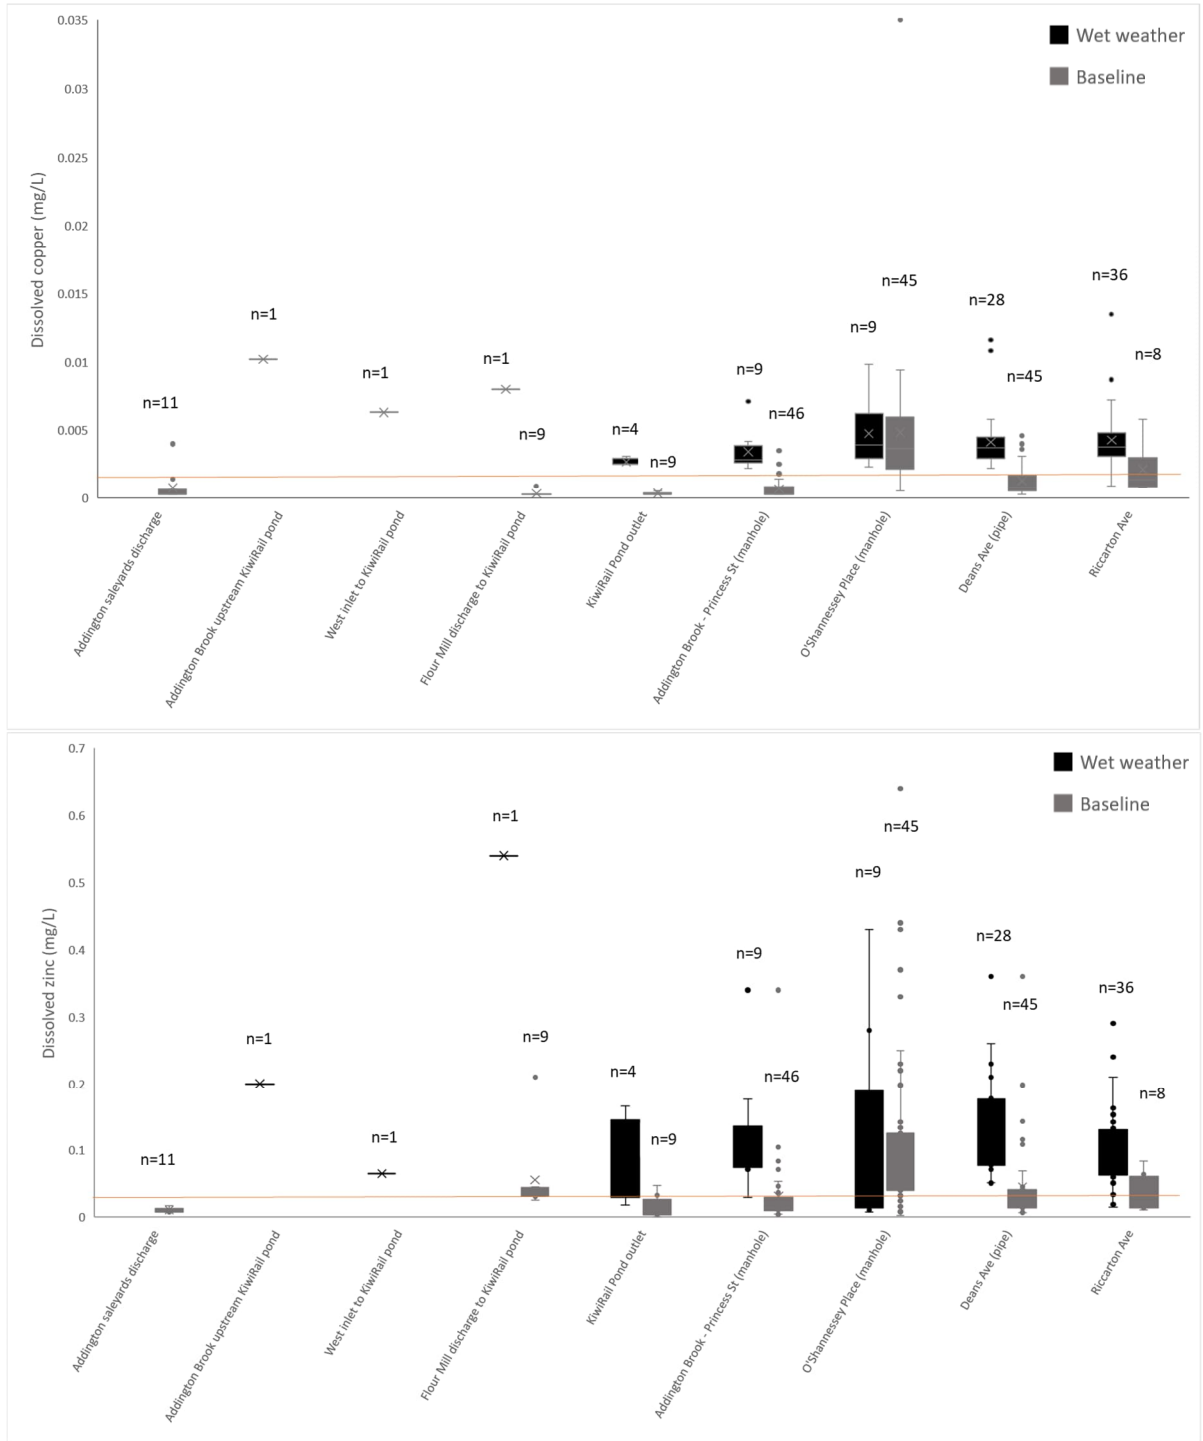 0.035
Wet weather
Baseline
0.03
0.025
0.02
0.015
0.01
0.005
0
Dissolved copper (mg/L)
n=11
n=1
n=1
n=1
n=9
n=4
n=9
n=9
n=46
n=9
n=45
n=28
n=45
n=36
n=8
Addington saleyards discharge
Addington Brook upstream KiwiRail pond
West inlet to KiwiRail pond
Flour Mill discharge to KiwiRail pond
KiwiRail Pond outlet
Addington Brook - Princess St (manhole)
O'Shannessey Place (manhole)
Deans Ave (pipe)
Riccarton Ave
0.7
Wet weather
Baseline
0.6
0.5
0.4
0.3
0.2
0.1
0
Dissolved zinc (mg/L)
n=11
n=1
n=1
n=1
n=9
n=4
n=9
n=9
n=46
n=9
n=45
n=28
n=45
n=36
n=8
Addington saleyards discharge
Addington Brook upstream KiwiRail pond
West inlet to KiwiRail pond
Flour Mill discharge to KiwiRail pond
KiwiRail Pond outlet
Addington Brook - Princess St (manhole)
O'Shannessey Place (manhole)
Deans Ave (pipe)
Riccarton Ave